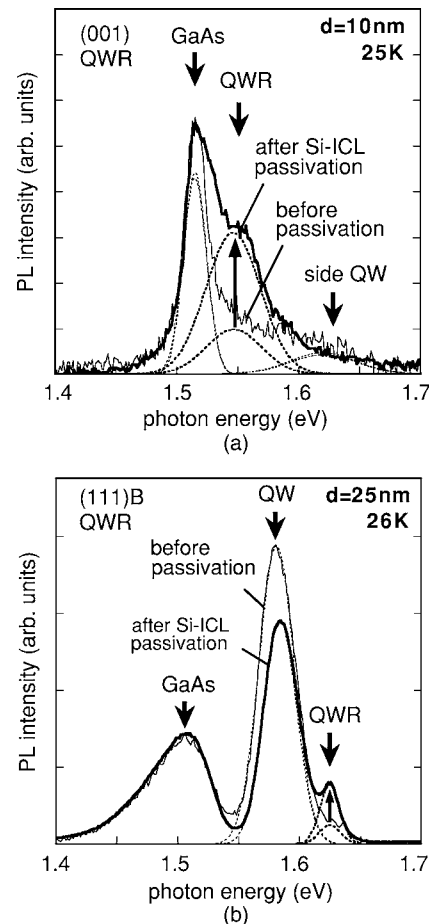 (001)
QWR
GaAs
d=10nm
25K
QWR
after Si-ICL
passivation
before
passivation
side QW
PL intensity (arb. units)
1.4 1.5 1.6 1.7
photon energy (eV)
(a)
(111)B
QWR
QW
d=25nm
26K
before
passivation
after Si-ICL
passivation
GaAs
QWR
PL intensity (arb. units)
1.4 1.5 1.6 1.7
photon energy (eV)
(b)